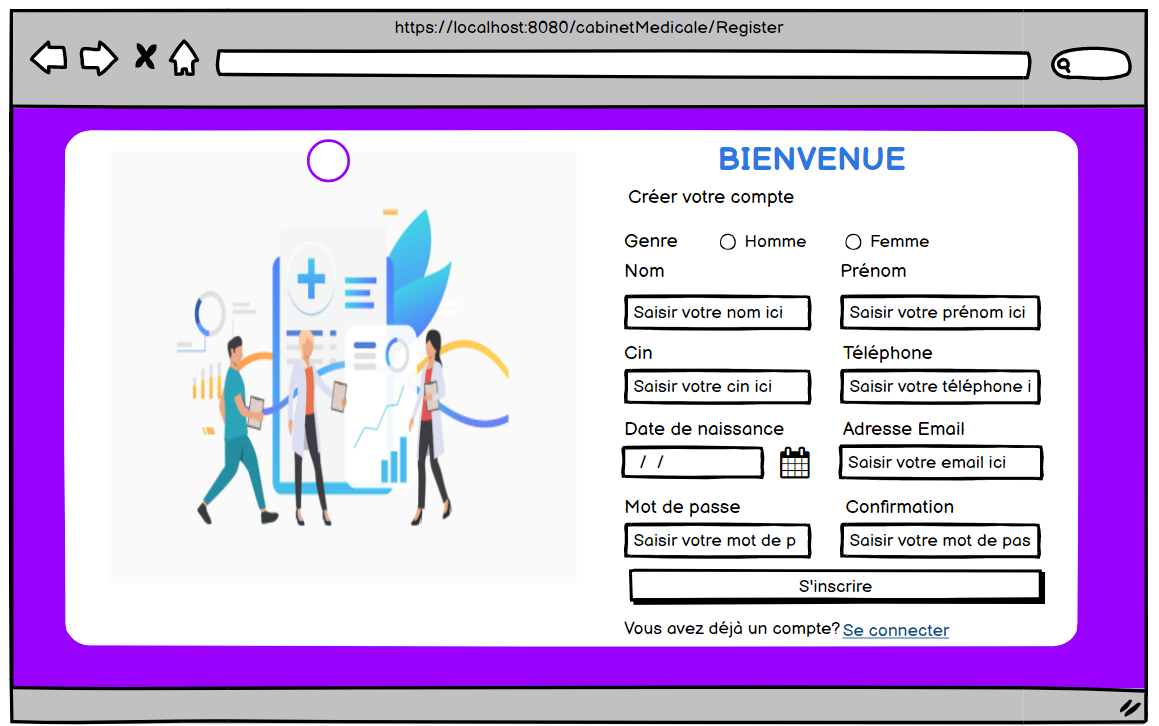 https://localhost:8080/cabinetMedicale/Register
BIENVENUE
Créer votre compte
Genre Homme Femme
Nom Prénom
Saisir votre nom ici Saisir votre prénom ici
Cin Téléphone
Saisir votre cin ici Saisir votre téléphone i
Date de naissance Adresse Email
/ / Saisir votre email ici
Mot de passe Confirmation
Saisir votre mot de p Saisir votre mot de pas
S'inscrire
Vous avez déjà un compte? Se connecter